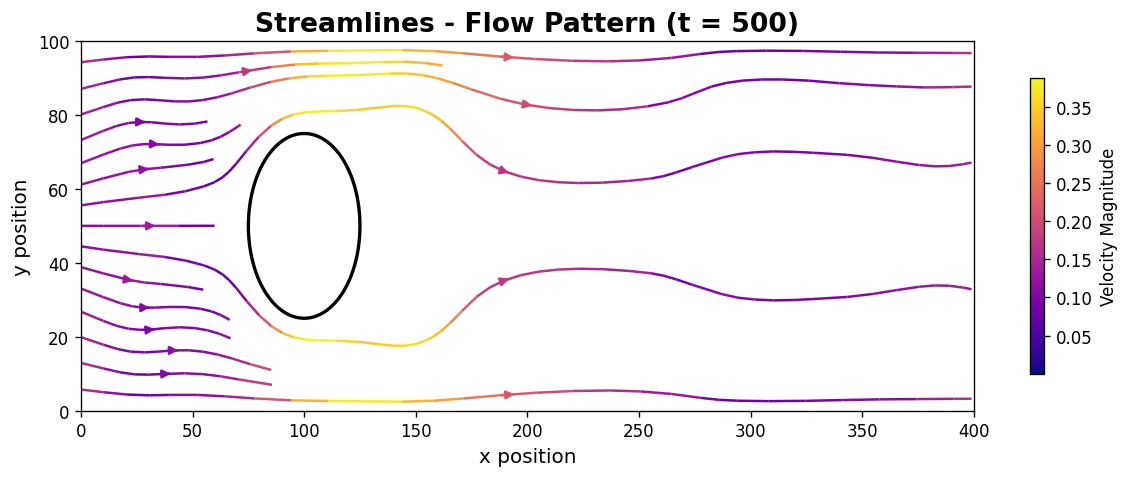 Streamlines - Flow Pattern (t = 500)
100
80
60
40
20
0
y position
0 50 100 150 200 250 300 350 400
x position
0.35
0.30
0.25
0.20
0.15
0.10
0.05
Velocity Magnitude